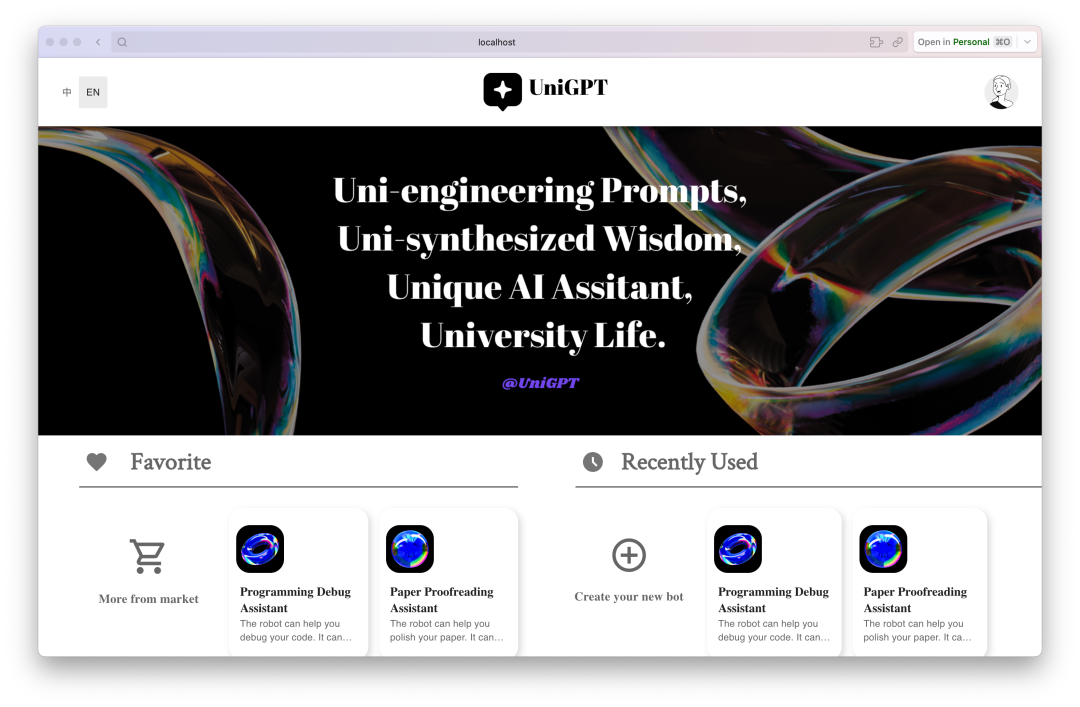 localhost
Open in Personal ⌘O
中 EN
UniGPT
Uni-engineering Prompts,
Uni-synthesized Wisdom,
Unique AI Assitant,
University Life.
@UniGPT
Favorite
Recently Used
More from market
Programming Debug
Assistant
The robot can help you
debug your code. It can…
Paper Proofreading
Assistant
The robot can help you
polish your paper. It can…
Create your new bot
Programming Debug
Assistant
The robot can help you
debug your code. It can…
Paper Proofreading
Assistant
The robot can help you
polish your paper. It ca…